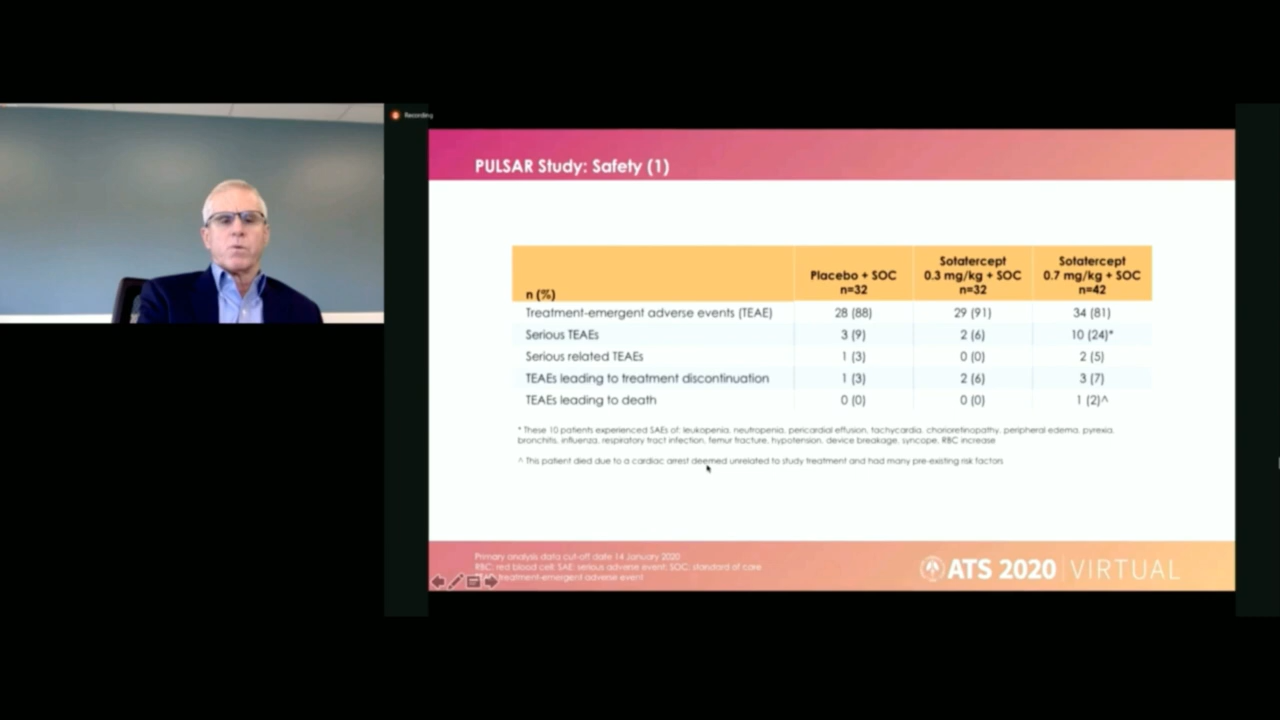 Recording
PULSAR Study: Safety (1)
n (%)
Placebo + SOC
n=32
Sotatercept
0.3 mg/kg + SOC
n=32
Sotatercept
0.7 mg/kg + SOC
n=42
Treatment-emergent adverse events (TEAE) 28 (88) 29 (91) 34 (81)
Serious TEAEs 3 (9) 2 (6) 10 (24)*
Serious related TEAEs 1 (3) 0 (0) 2 (5)
TEAEs leading to treatment discontinuation 1 (3) 2 (6) 3 (7)
TEAEs leading to death 0 (0) 0 (0) 1 (2)^
* These 10 patients experienced SAEs of: leukopenia, neutropenia, pericardial effusion, tachycardia, chorioretinopathy, peripheral edema, pyrexia,
bronchitis, influenza, respiratory tract infection, femur fracture, hypotension, device breakage, syncope, RBC increase
^ This patient died due to a cardiac arrest deemed unrelated to study treatment and had many pre-existing risk factors
Primary analysis data cut-off date 14 January 2020
RBC: red blood cell; SAE: serious adverse event; SOC: standard of care
treatment-emergent adverse event
ATS 2020 VIRTUAL